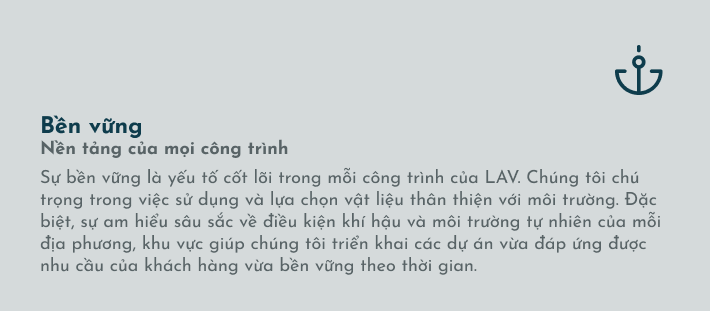 Bền vững
Nền tảng của mọi công trình
Sự bền vững là yếu tố cốt lõi trong mỗi công trình của LAV. Chúng tôi chú
trọng trong việc sử dụng và lựa chọn vật liệu thân thiện với môi trường. Đặc
biệt, sự am hiểu sâu sắc về điều kiện khí hậu và môi trường tự nhiên của mỗi
địa phương, khu vực giúp chúng tôi triển khai các dự án vừa đáp ứng được
nhu cầu của khách hàng vừa bền vững theo thời gian.